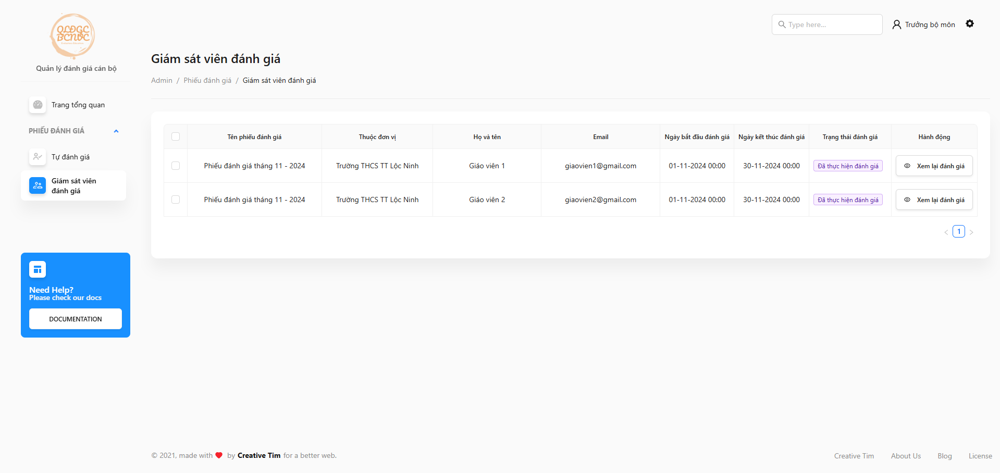 QLĐGC
BCNVC
Quản lý đánh giá cán bộ
Trang tổng quan
PHIẾU ĐÁNH GIÁ
Tự đánh giá
Giám sát viên
đánh giá
Need Help?
Please check our docs
DOCUMENTATION
Type here...
Trưởng bộ môn
Giám sát viên đánh giá
Admin / Phiếu đánh giá / Giám sát viên đánh giá
Tên phiếu đánh giá Thuộc đơn vị Họ và tên Email Ngày bắt đầu đánh giá Ngày kết thúc đánh giá Trạng thái đánh giá Hành động
Phiếu đánh giá tháng 11 - 2024 Trường THCS TT Lộc Ninh Giáo viên 1 giaovien1@gmail.com 01-11-2024 00:00 30-11-2024 00:00 Đã thực hiện đánh giá Xem lại đánh giá
Phiếu đánh giá tháng 11 - 2024 Trường THCS TT Lộc Ninh Giáo viên 2 giaovien2@gmail.com 01-11-2024 00:00 30-11-2024 00:00 Đã thực hiện đánh giá Xem lại đánh giá
< 1 >
© 2021, made with ❤ by Creative Tim for a better web.
Creative Tim About Us Blog License